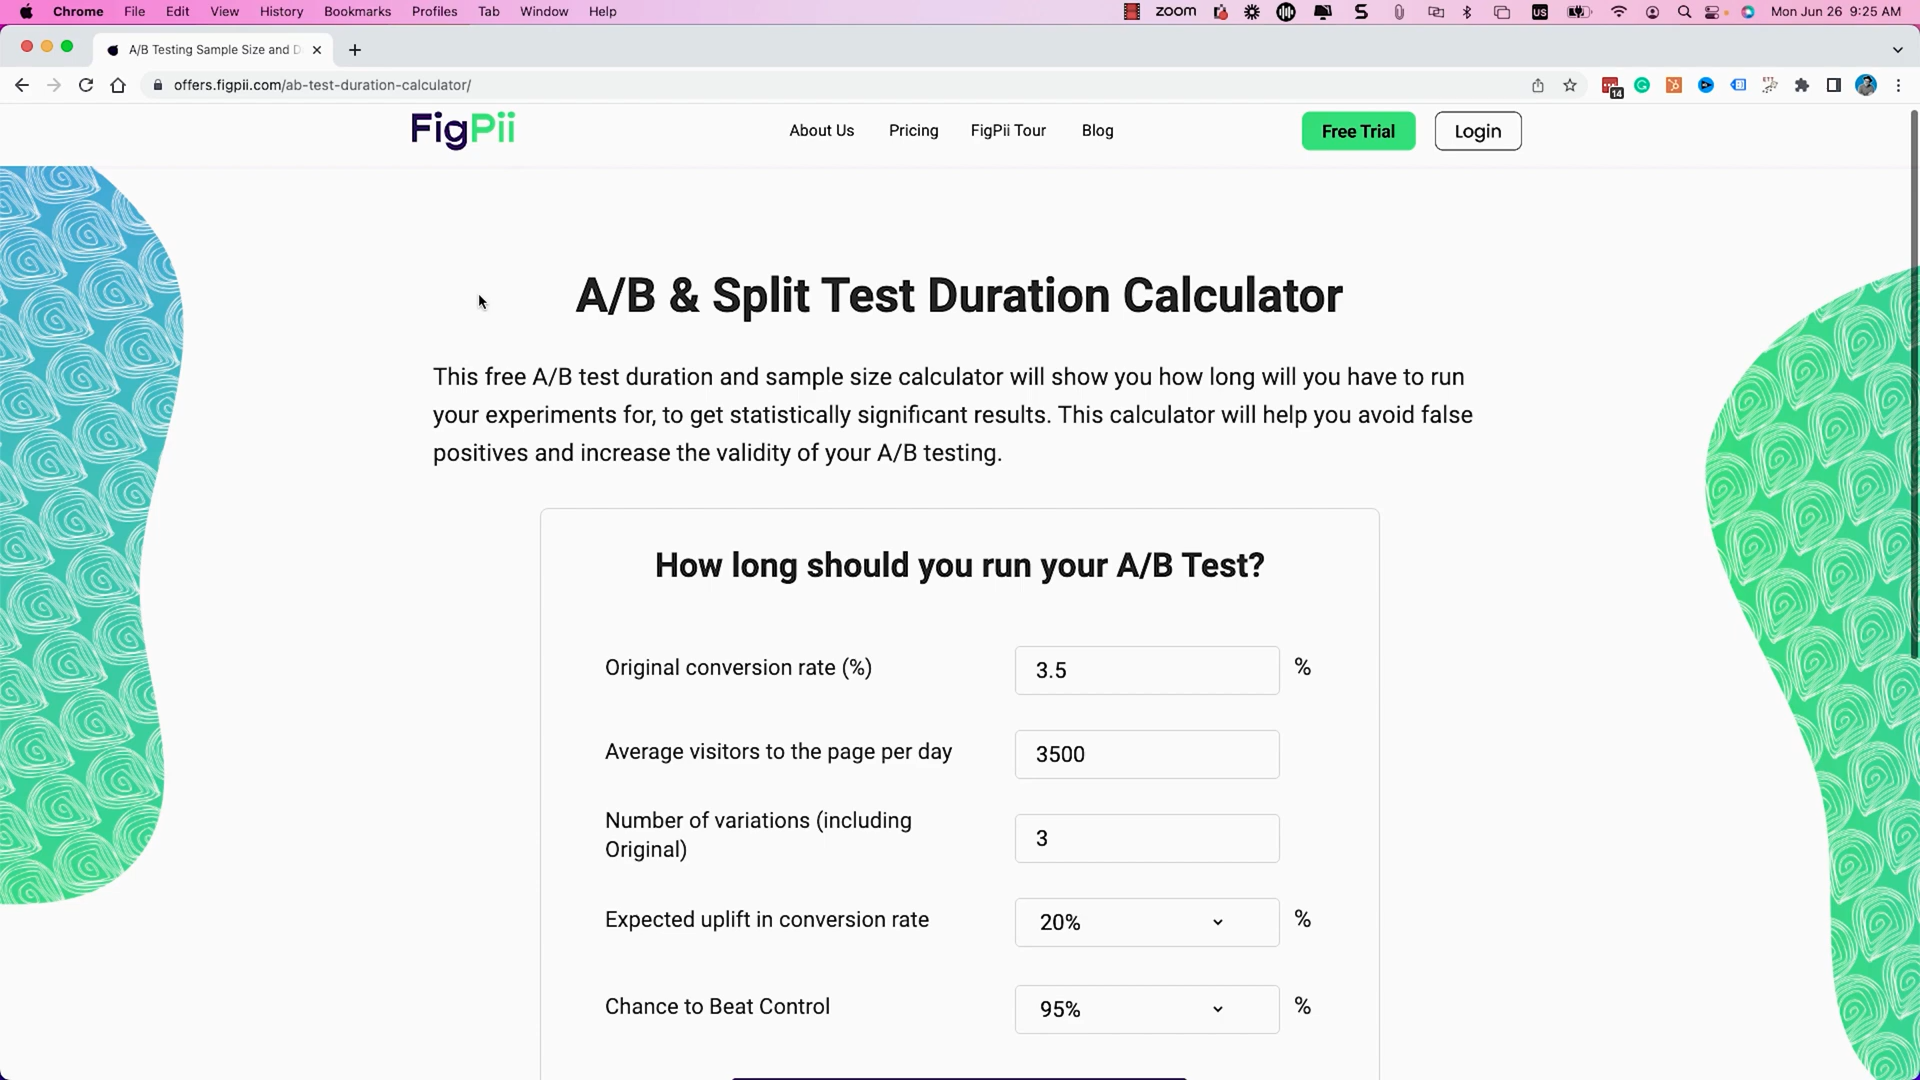 Chrome File Edit View History Bookmarks Profiles Tab Window Help zoom US Mon Jun 26 9:25 AM
A/B Testing Sample Size and D
offers.figpii.com/ab-test-duration-calculator/ 14
FigPii About Us Pricing FigPii Tour Blog Free Trial Login
A/B & Split Test Duration Calculator
This free A/B test duration and sample size calculator will show you how long will you have to run
your experiments for, to get statistically significant results. This calculator will help you avoid false
positives and increase the validity of your A/B testing.
How long should you run your A/B Test?
Original conversion rate (%) 3.5 %
Average visitors to the page per day 3500
Number of variations (including
Original) 3
Expected uplift in conversion rate 20% %
Chance to Beat Control 95% %